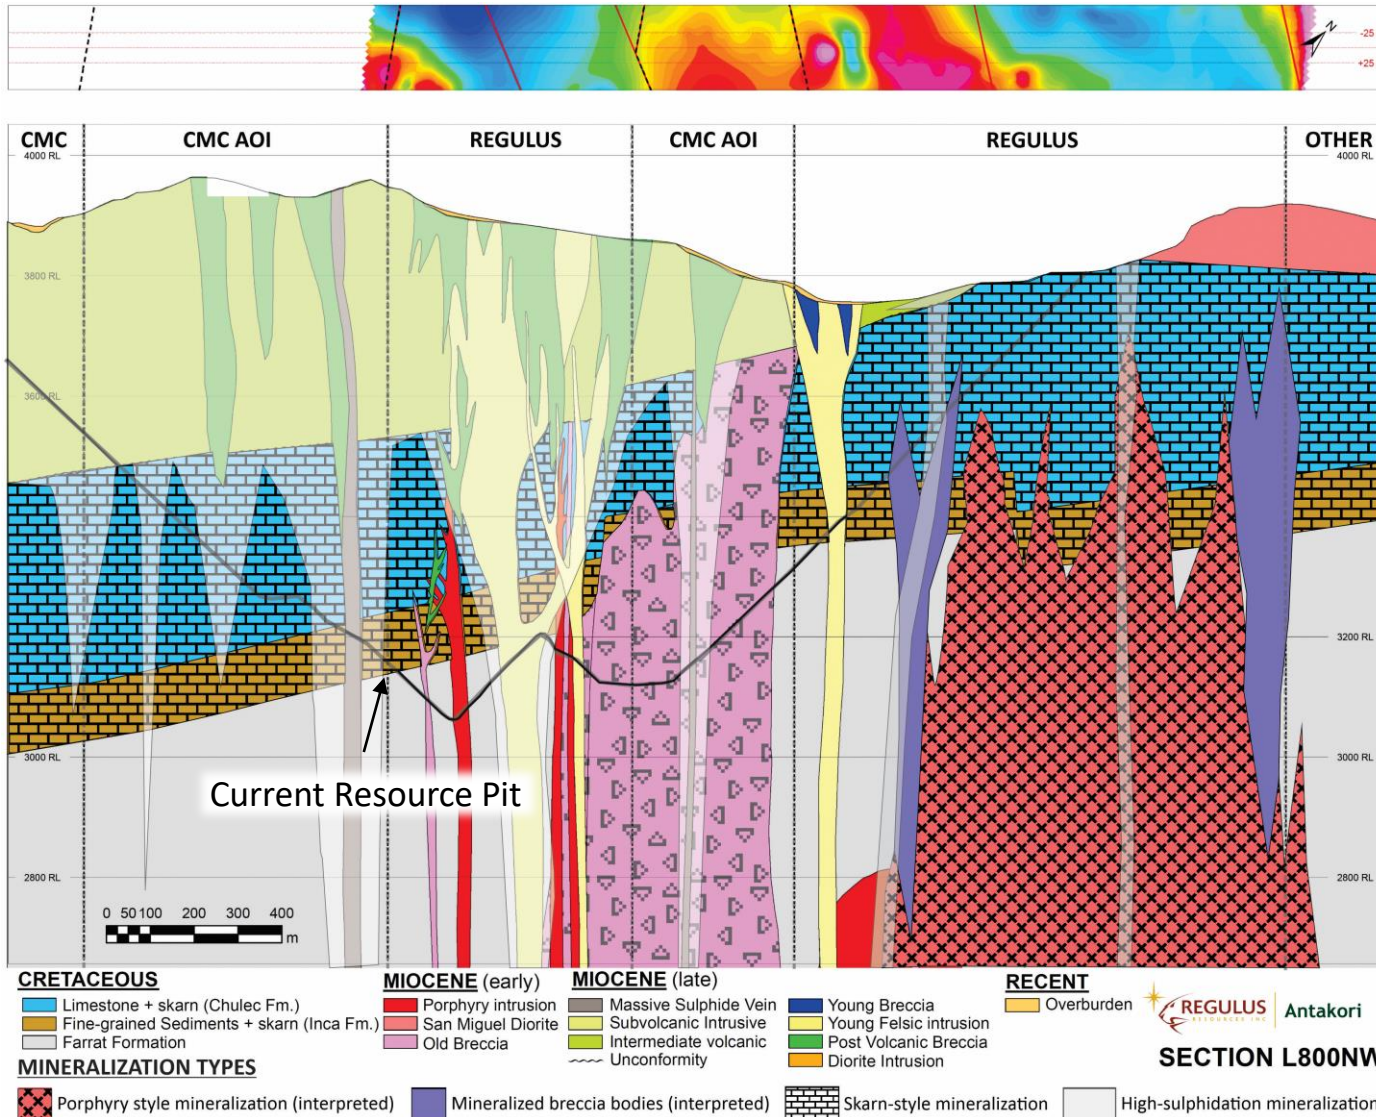 N
-25
+25
CMC
CMC AOI
REGULUS
CMC AOI
REGULUS
OTHER
4000 RL
4000 RL
3800 RL
3600 RL
3200 RL
3000 RL
3000 RL
2800 RL
2800 RL
Current Resource Pit
0 50 100 200 300 400
m
CRETACEOUS
Limestone + skarn (Chulec Fm.)
Fine-grained Sediments + skarn (Inca Fm.)
Farrat Formation
MIOCENE (early)
Porphyry intrusion
San Miguel Diorite
Old Breccia
MIOCENE (late)
Massive Sulphide Vein
Subvolcanic Intrusive
Intermediate volcanic
Unconformity
Young Breccia
Young Felsic intrusion
Post Volcanic Breccia
Diorite Intrusion
RECENT
Overburden
REGULUS
RESOURCES INC
Antakori
SECTION L800NW
MINERALIZATION TYPES
Porphyry style mineralization (interpreted)
Mineralized breccia bodies (interpreted)
Skarn-style mineralization
High-sulphidation mineralization